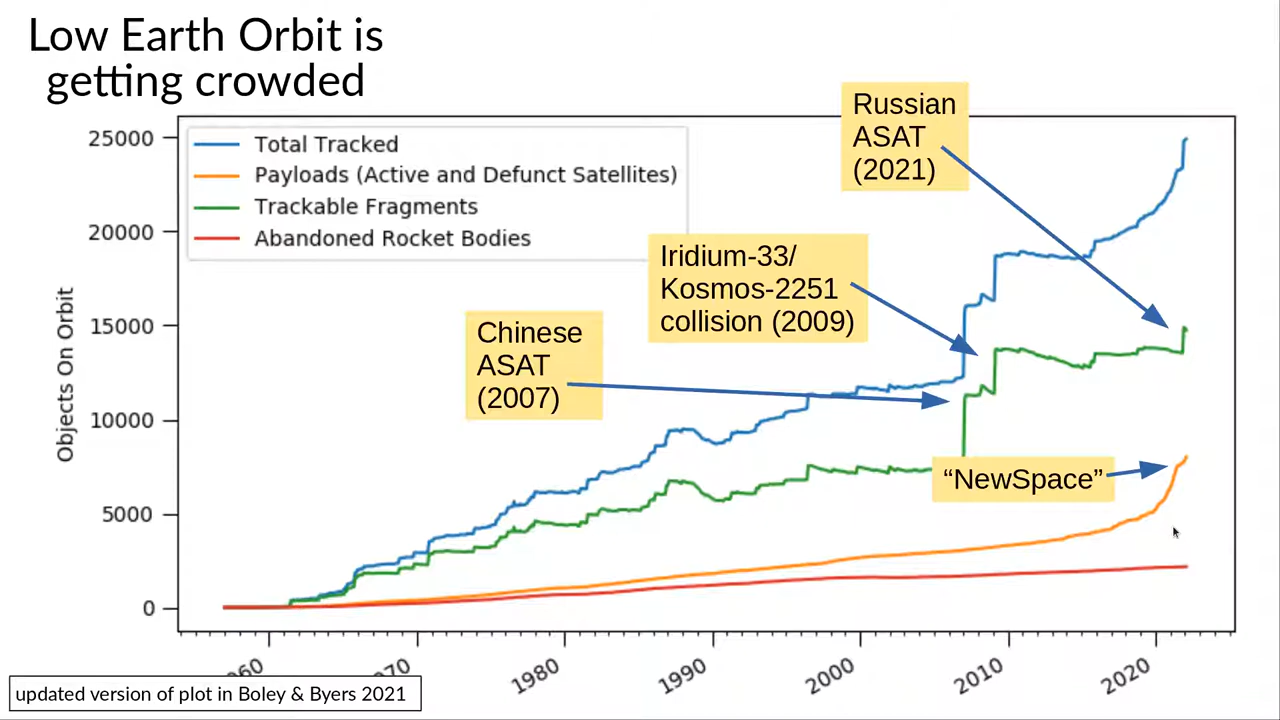 Low Earth Orbit is
getting crowded
Russian
ASAT
(2021)
25000
20000
15000
10000
5000
0
Objects On Orbit
Total Tracked
Payloads (Active and Defunct Satellites)
Trackable Fragments
Abandoned Rocket Bodies
Iridium-33/
Kosmos-2251
collision (2009)
Chinese
ASAT
(2007)
“NewSpace”
60
70
1980
1990
2000
2010
2020
updated version of plot in Boley & Byers 2021